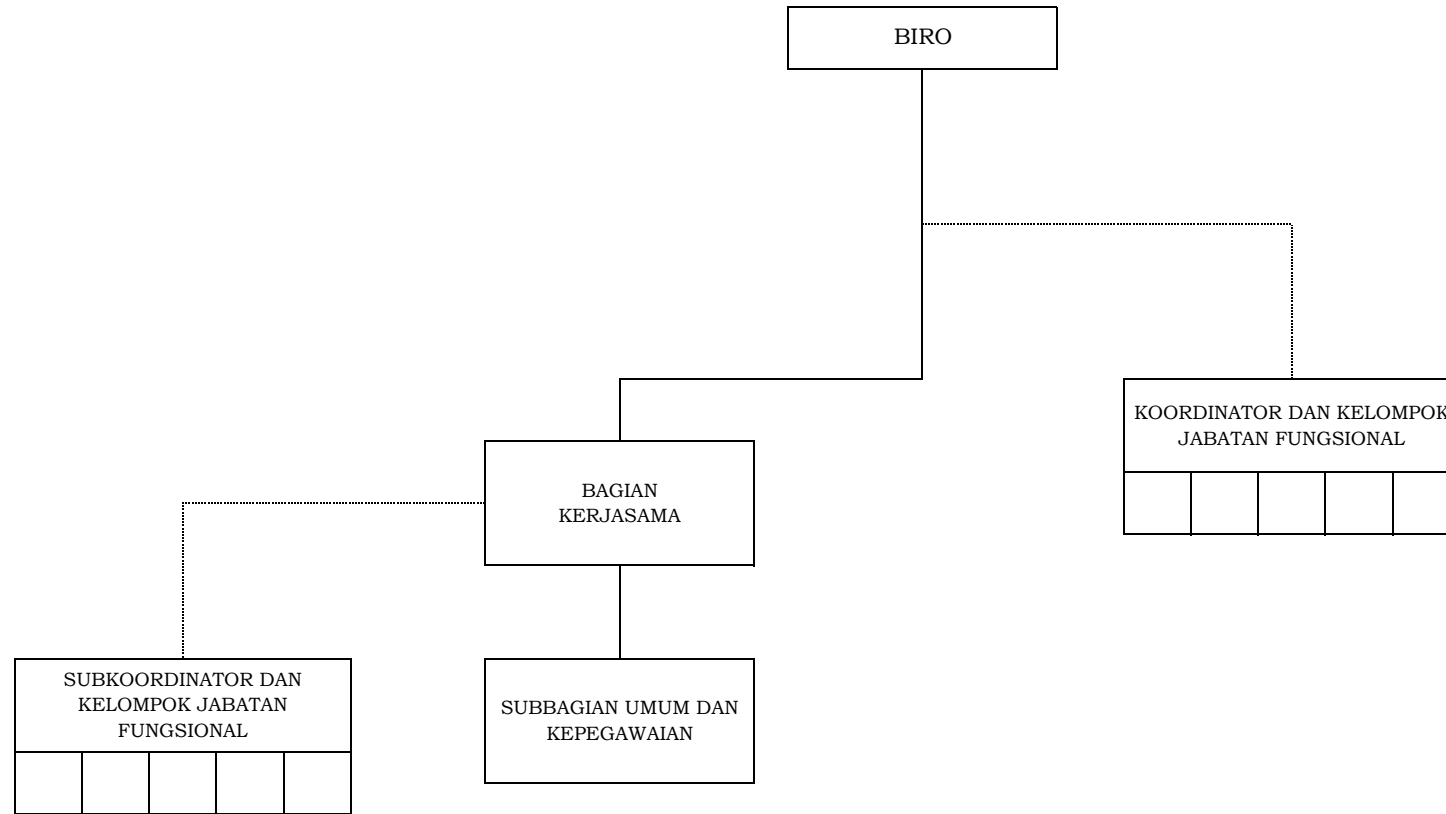 BIRO
KOORDINATOR DAN KELOMPOK
JABATAN FUNGSIONAL
BAGIAN
KERJASAMA
SUBKOORDINATOR DAN
KELOMPOK JABATAN
FUNGSIONAL
SUBBAGIAN UMUM DAN
KEPEGAWAIAN